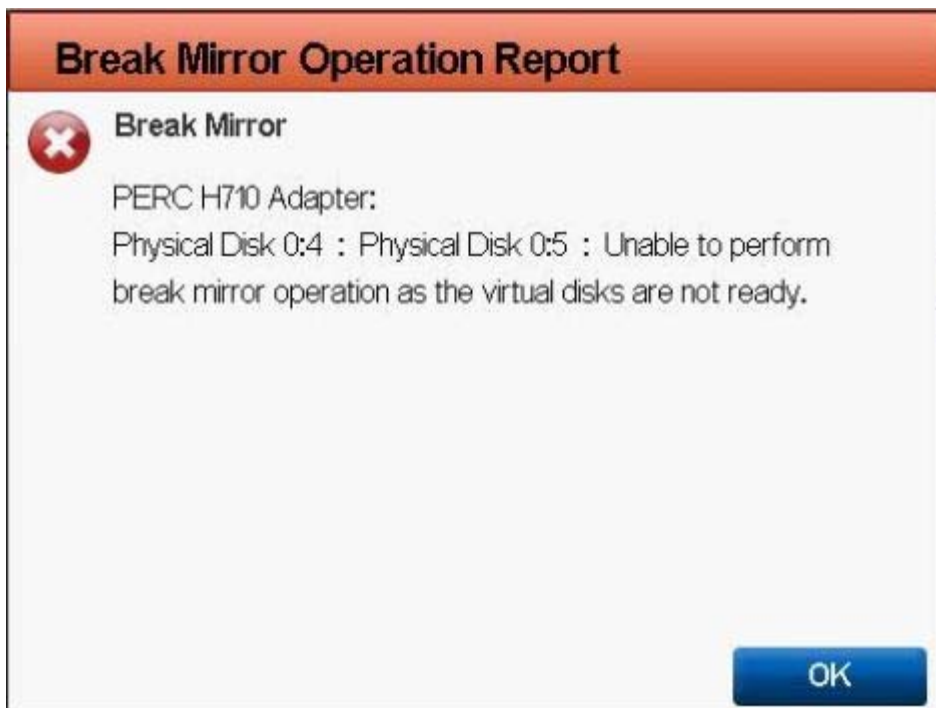 Break Mirror Operation Report
Break Mirror
PERC H710 Adapter:
Physical Disk 0:4 : Physical Disk 0:5 : Unable to perform
break mirror operation as the virtual disks are not ready.
OK